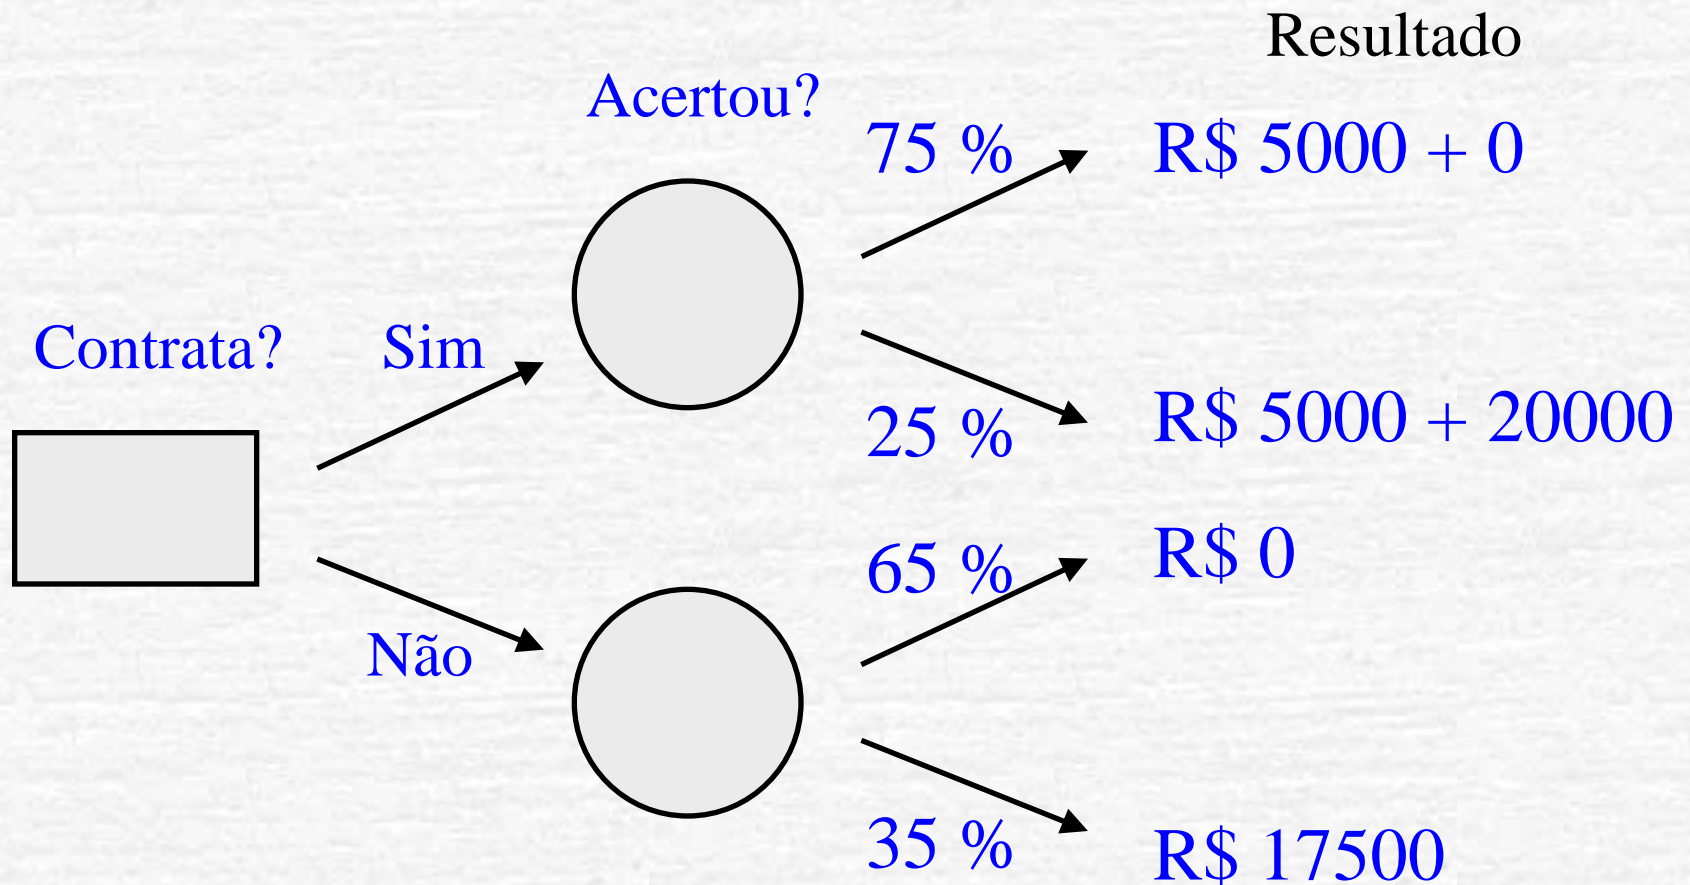 Resultado
Acertou?
75 %
R$ 5000 + 0
Contrata?
Sim
25 %
R$ 5000 + 20000
65 %
R$ 0
Não
35 %
R$ 17500